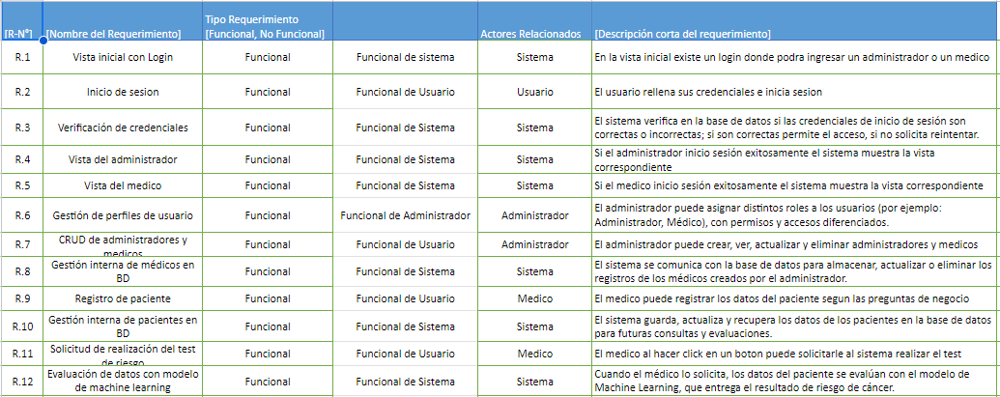 Tipo Requerimiento
[R-N°] [Nombre del Requerimiento] [Funcional, No Funcional] Actores Relacionados [Descripción corta del requerimiento]
R.1 Vista inicial con Login Funcional Funcional de sistema Sistema En la vista inicial existe un login donde podra ingresar un administrador o un medico
R.2 Inicio de sesion Funcional Funcional de Usuario Usuario El usuario rellena sus credenciales e inicia sesion
R.3 Verificación de credenciales Funcional Funcional de Sistema Sistema El sistema verifica en la base de datos si las credenciales de inicio de sesión son
correctas o incorrectas; si son correctas permite el acceso, si no solicita reintentar.
R.4 Vista del administrador Funcional Funcional de Sistema Sistema Si el administrador inicio sesión exitosamente el sistema muestra la vista
correspondiente
R.5 Vista del medico Funcional Funcional de Sistema Sistema Si el medico inicio sesión exitosamente el sistema muestra la vista correspondiente
R.6 Gestión de perfiles de usuario Funcional Funcional de Administrador Administrador El administrador puede asignar distintos roles a los usuarios (por ejemplo:
Administrador, Médico), con permisos y accesos diferenciados.
R.7 CRUD de administradores y
medicos Funcional Funcional de Usuario Administrador El administrador puede crear, ver, actualizar y eliminar administradores y medicos
R.8 Gestión interna de médicos en
BD Funcional Funcional de Sistema Sistema El sistema se comunica con la base de datos para almacenar, actualizar o eliminar los
registros de los médicos creados por el administrador.
R.9 Registro de paciente Funcional Funcional de Usuario Medico El medico puede registrar los datos del paciente segun las preguntas de negocio
R.10 Gestión interna de pacientes en
BD Funcional Funcional de Sistema Sistema El sistema guarda, actualiza y recupera los datos de los pacientes en la base de datos
para futuras consultas y evaluaciones.
R.11 Solicitud de realización del test
de riesgo Funcional Funcional de Usuario Medico El medico al hacer click en un boton puede solicitarle al sistema realizar el test
R.12 Evaluación de datos con modelo
de machine learning Funcional Funcional de Sistema Sistema Cuando el médico lo solicita, los datos del paciente se evalúan con el modelo de
Machine Learning, que entrega el resultado de riesgo de cáncer.